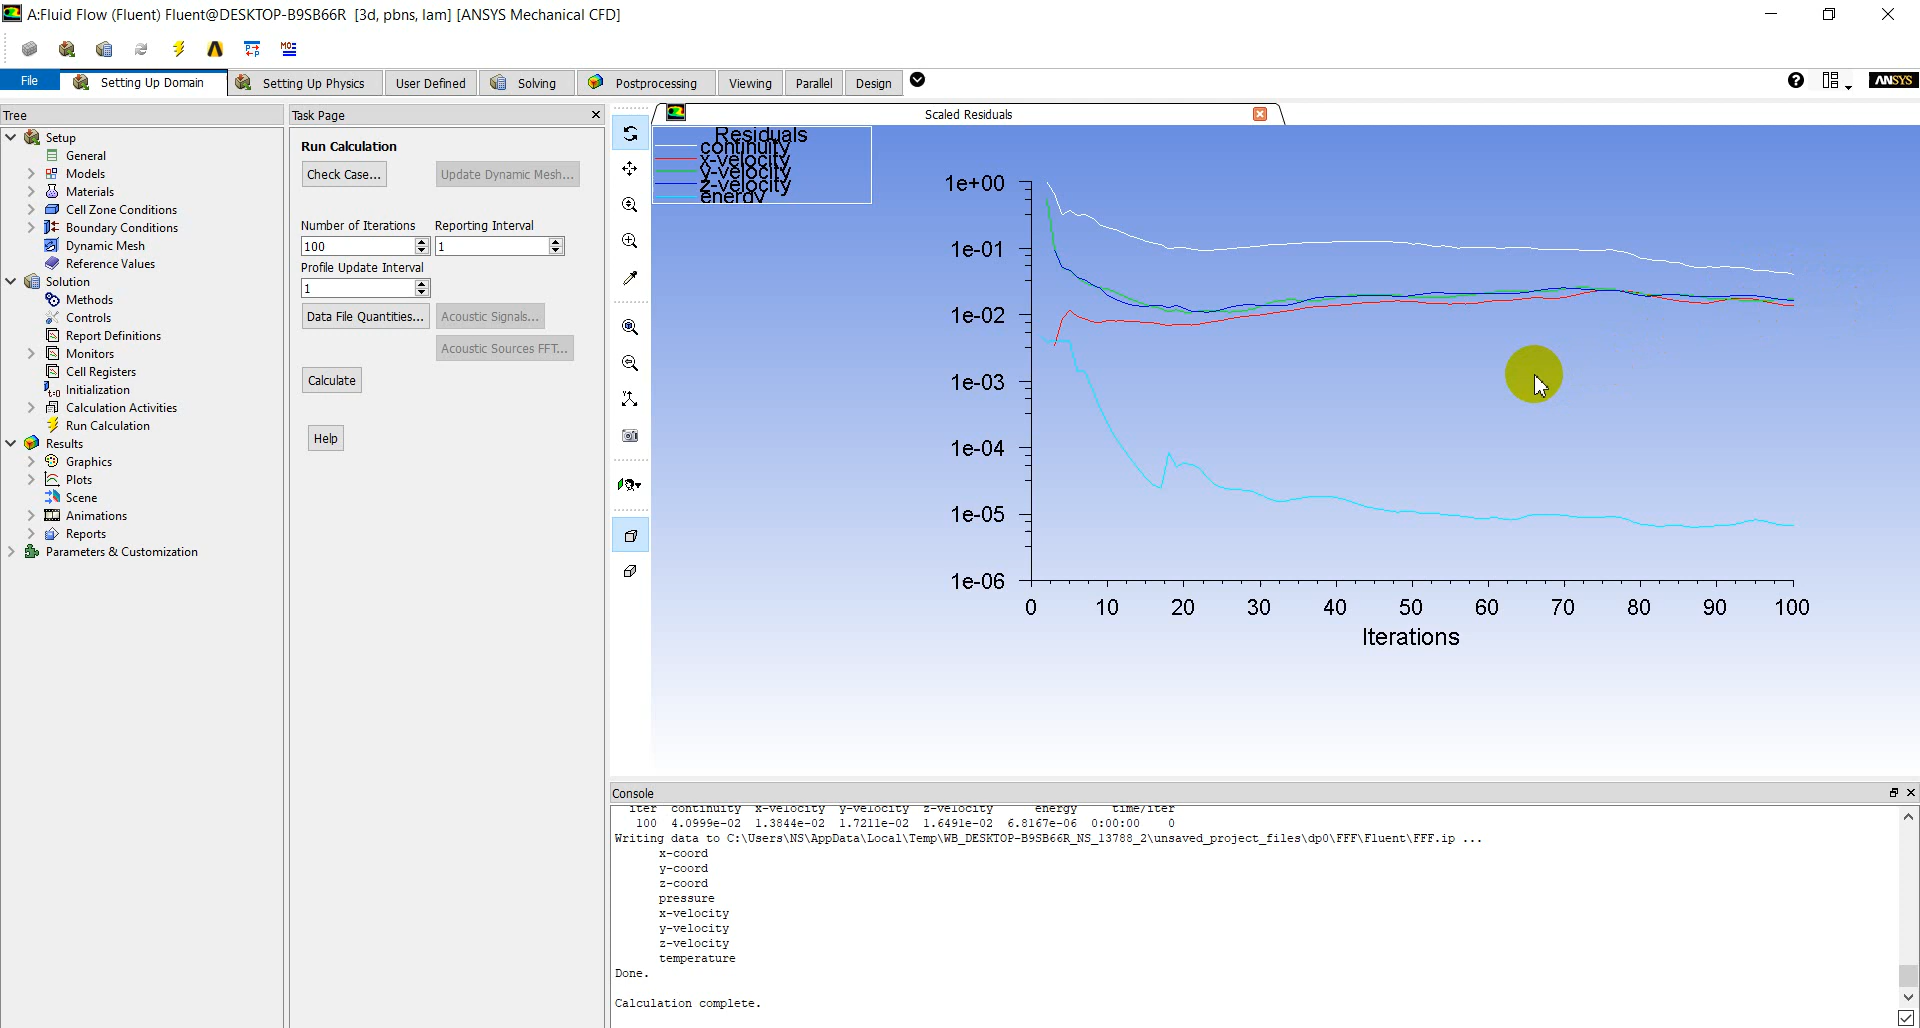 A:Fluid Flow (Fluent) Fluent@DESKTOP-B9SB66R [3d, pbns, lam] [ANSYS Mechanical CFD]
File
Setting Up Domain
Setting Up Physics
User Defined
Solving
Postprocessing
Viewing
Parallel
Design
ANSYS
Tree
Setup
General
Models
Materials
Cell Zone Conditions
Boundary Conditions
Dynamic Mesh
Reference Values
Solution
Methods
Controls
Report Definitions
Monitors
Cell Registers
Initialization
Calculation Activities
Run Calculation
Results
Graphics
Plots
Scene
Animations
Reports
Parameters & Customization
Task Page
Run Calculation
Check Case...
Update Dynamic Mesh...
Number of Iterations
Reporting Interval
100
1
Profile Update Interval
1
Data File Quantities...
Acoustic Signals...
Acoustic Sources FFT...
Calculate
Help
Scaled Residuals
Residuals
continuity
x-velocity
y-velocity
z-velocity
energy
1e+00
1e-01
1e-02
1e-03
1e-04
1e-05
1e-06
0 10 20 30 40 50 60 70 80 90 100
Iterations
Console
iter continuity x-velocity y-velocity z-velocity energy time/iter
100 4.0999e-02 1.3844e-02 1.7211e-02 1.6491e-02 6.8167e-06 0:00:00 0
Writing data to C:\Users\NS\AppData\Local\Temp\WB_DESKTOP-B9SB66R_NS_13788_2\unsaved_project_files\dp0\FFF\Fluent\FFF.ip ...
x-coord
y-coord
z-coord
pressure
x-velocity
y-velocity
z-velocity
temperature
Done.
Calculation complete.